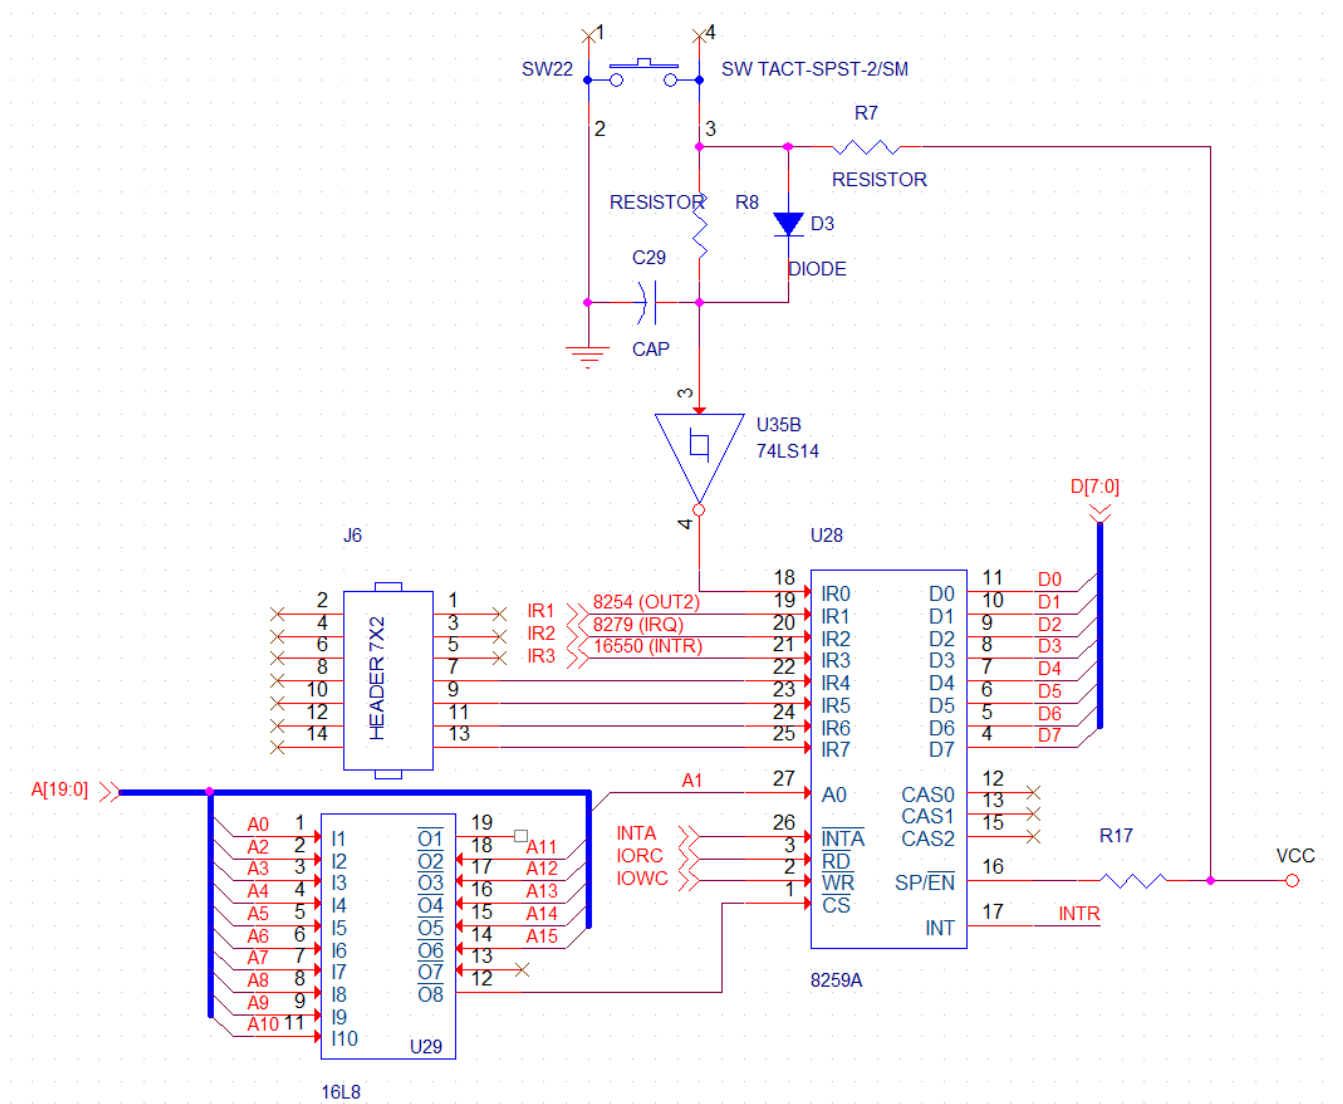 1 4
SW22 SW TACT-SPST-2/SM
2 3
R7
RESISTOR
RESISTOR R8
D3
DIODE
C29
CAP
3
U35B
74LS14
4
D[7:0]
J6 U28
HEADER 7X2
2 1
4 3
6 5
8 7
10 9
12 11
14 13
IR1 8254 (OUT2) 
IR2 8279 (IRQ)
IR3 16550 (INTR)
18 IR0 D0 11 D0
19 IR1 D1 10 D1
20 IR2 D2 9 D2
21 IR3 D3 8 D3
22 IR4 D4 7 D4
23 IR5 D5 6 D5
24 IR6 D6 5 D6
25 IR7 D7 4 D7
A[19:0]
A1 27 A0 CAS0 12
CAS1 13
INTA 26 INTA CAS2 15
IORC 3 RD
IOWC 2 WR SP/EN 16
1 CS
INT 17 INTR
R17
VCC
8259A
A0 1 I1 O1 19
A2 2 I2 O2 18 A11
A3 3 I3 O3 17 A12
A4 4 I4 O4 16 A13
A5 5 I5 O5 15 A14
A6 6 I6 O6 14 A15
A7 7 I7 O7 13
A8 8 I8 O8 12
A9 9 I9
A10 11 I10
U29
16L8